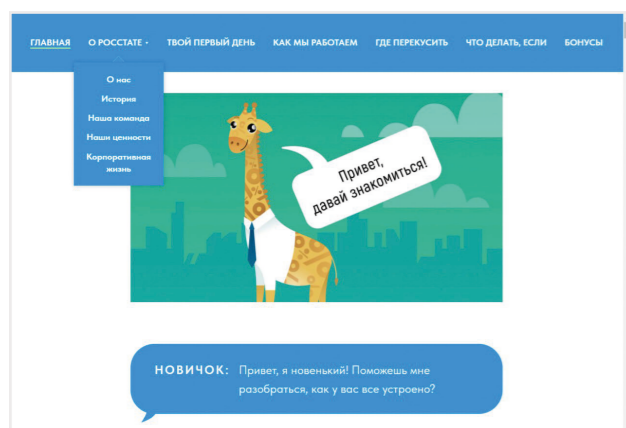 ГЛАВНАЯ О РОССТАТЕ ТВОЙ ПЕРВЫЙ ДЕНЬ КАК МЫ РАБОТАЕМ ГДЕ ПЕРЕКУСИТЬ ЧТО ДЕЛАТЬ, ЕСЛИ БОНУСЫ
О нас
История
Наша команда
Наши ценности
Корпоративная
жизнь
Привет,
давай знакомиться!
НОВИЧОК: Привет, я новенький! Поможешь мне
разобраться, как у вас все устроено?